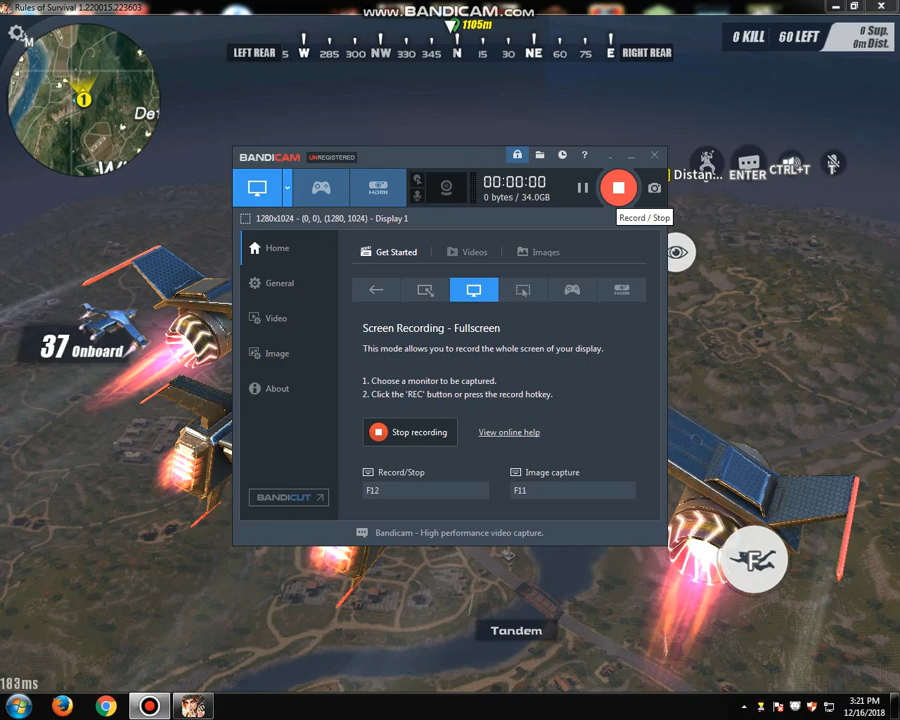 Rules of Survival 1.220015.223603
www.BANDICAM.com
1105m
LEFT REAR
W 285 300 NW 330 345 N 15 30 NE 60 75 E
RIGHT REAR
0 KILL 60 LEFT
0 Sup.
0m Dist.
M
1
De
W
BANDICAM UNREGISTERED
?
HDMI
00:00:00
0 bytes / 34.0GB
Record / Stop
Distan...
ENTER
CTRL+T
T
1280x1024 - (0, 0), (1280, 1024) - Display 1
Home
General
Video
Image
About
BANDICUT
Get Started
Videos
Images
HDMI
Screen Recording - Fullscreen
This mode allows you to record the whole screen of your display.
1. Choose a monitor to be captured.
2. Click the 'REC' button or press the record hotkey.
Stop recording
View online help
Record/Stop
Image capture
F12
F11
Bandicam - High performance video capture.
37 Onboard
F
Tandem
183ms
3:21 PM
12/16/2018